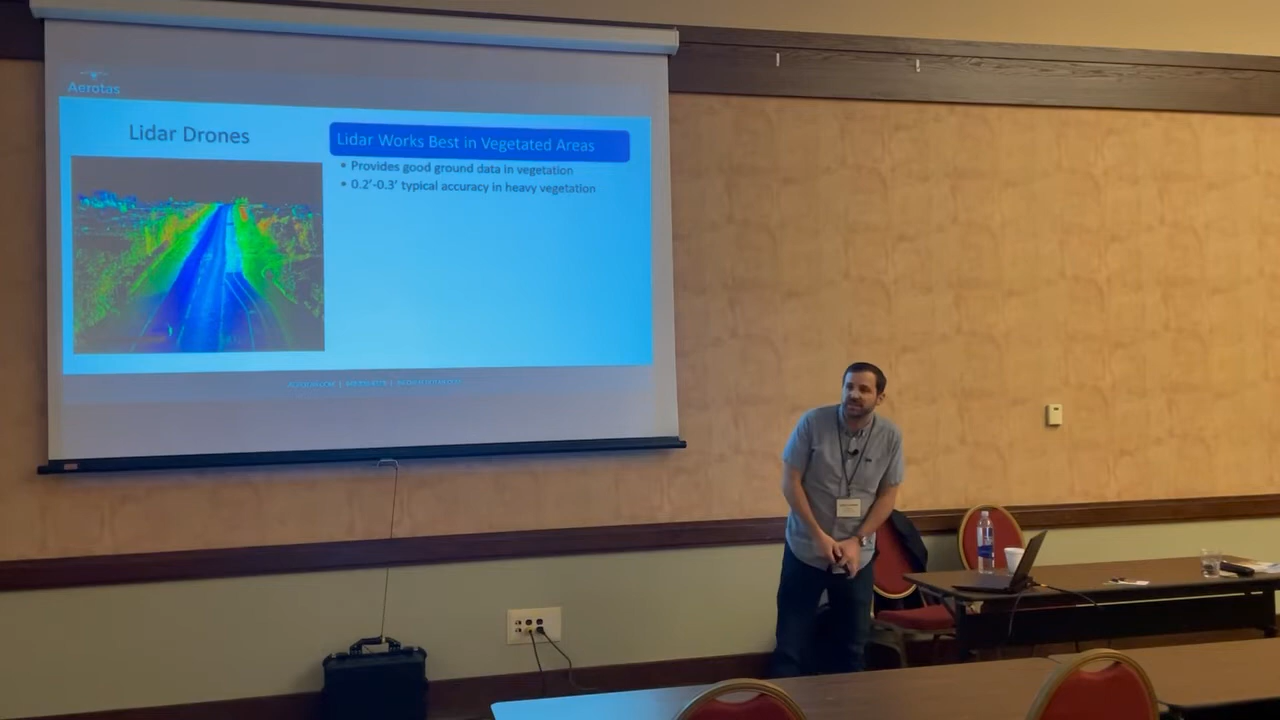 Aerotas
Lidar Drones
Lidar Works Best in Vegetated Areas
• Provides good ground data in vegetation
• 0.2'-0.3' typical accuracy in heavy vegetation